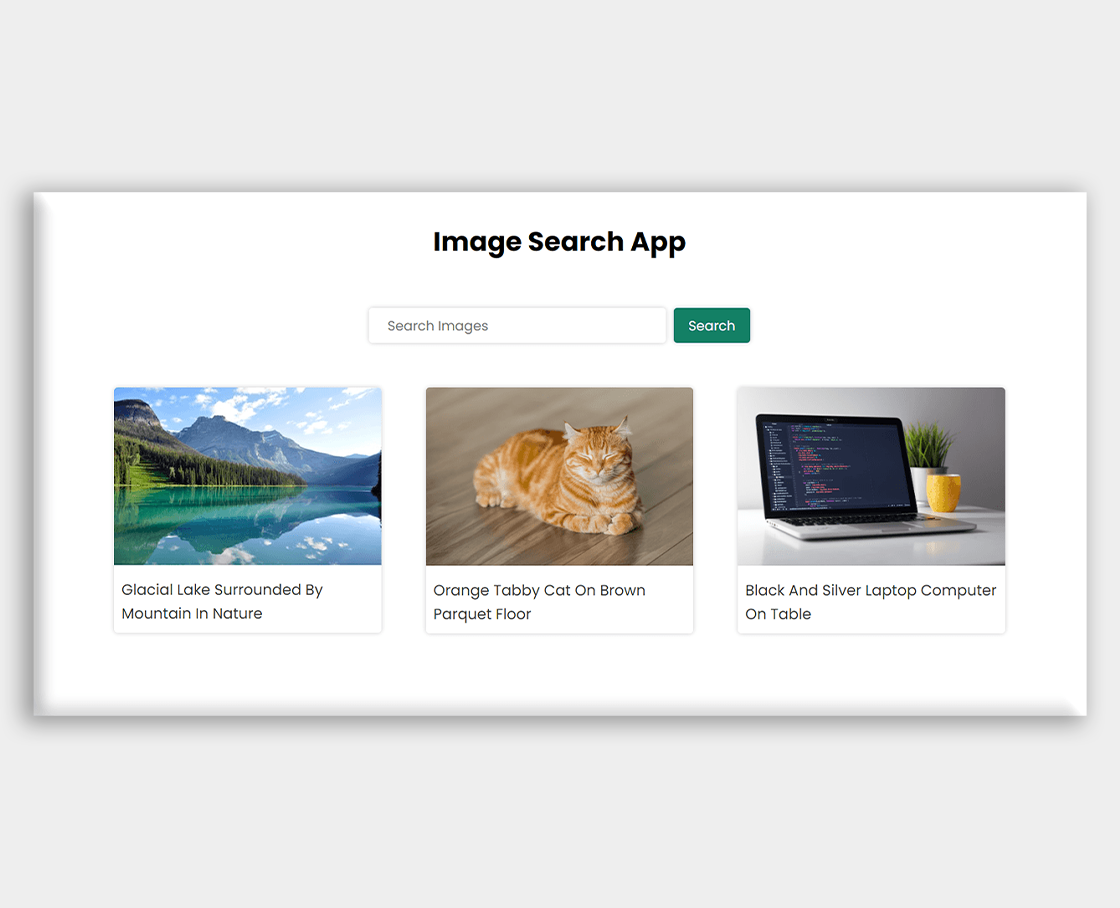 Image Search App
Search Images
Search
Glacial Lake Surrounded By
Mountain In Nature
Orange Tabby Cat On Brown
Parquet Floor
Black And Silver Laptop Computer
On Table